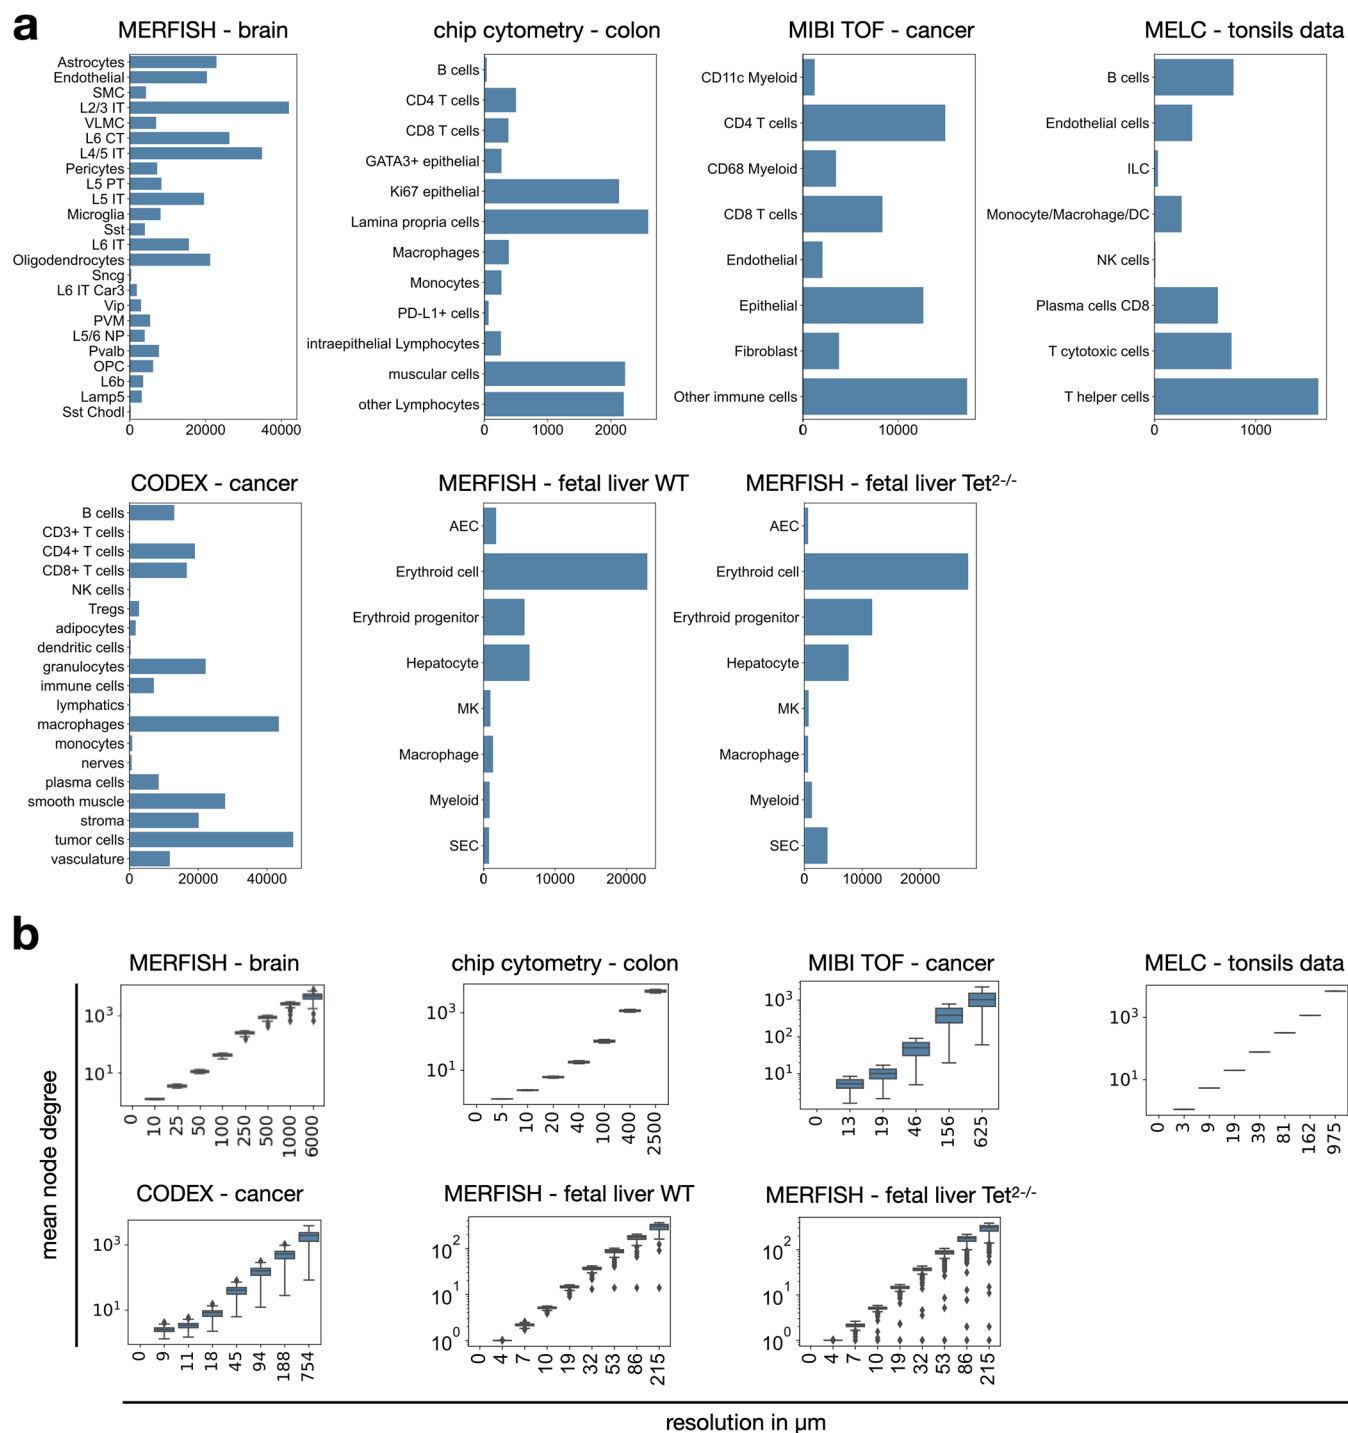 a
MERFISH - brain
Astrocytes
Endothelial
SMC
L2/3 IT
VLMC
L6 CT
L4/5 IT
Pericytes
L5 PT
L5 IT
Microglia
Sst
L6 IT
Oligodendrocytes
Sncg
L6 IT Car3
Vip
PVM
L5/6 NP
Pvalb
OPC
L6b
Lamp5
Sst Chodl
0 20000 40000
chip cytometry - colon
B cells
CD4 T cells
CD8 T cells
GATA3+ epithelial
Ki67 epithelial
Lamina propria cells
Macrophages
Monocytes
PD-L1+ cells
intraepithelial Lymphocytes
muscular cells
other Lymphocytes
0 1000 2000
MIBI TOF - cancer
CD11c Myeloid
CD4 T cells
CD68 Myeloid
CD8 T cells
Endothelial
Epithelial
Fibroblast
Other immune cells
0 10000
MELC - tonsils data
B cells
Endothelial cells
ILC
Monocyte/Macrohage/DC
NK cells
Plasma cells CD8
T cytotoxic cells
T helper cells
0 1000
CODEX - cancer
B cells
CD3+ T cells
CD4+ T cells
CD8+ T cells
NK cells
Tregs
adipocytes
dendritic cells
granulocytes
immune cells
lymphatics
macrophages
monocytes
nerves
plasma cells
smooth muscle
stroma
tumor cells
vasculature
0 20000 40000
MERFISH - fetal liver WT
AEC
Erythroid cell
Erythroid progenitor
Hepatocyte
MK
Macrophage
Myeloid
SEC
0 10000 20000
MERFISH - fetal liver Tet²⁻/⁻
AEC
Erythroid cell
Erythroid progenitor
Hepatocyte
MK
Macrophage
Myeloid
SEC
0 10000 20000
b
mean node degree
MERFISH - brain
10³
10¹
0 10 25 50 100 250 500 1000 6000
chip cytometry - colon
10³
10¹
0 5 10 20 40 100 400 2500
MIBI TOF - cancer
10³
10²
10¹
0 13 19 46 156 625
MELC - tonsils data
10³
10¹
0 3 9 19 39 81 162 975
CODEX - cancer
10³
10¹
0 9 11 18 45 94 188 754
MERFISH - fetal liver WT
10²
10¹
10⁰
0 4 7 10 19 32 53 86 215
MERFISH - fetal liver Tet²⁻/⁻
10²
10¹
10⁰
0 4 7 10 19 32 53 86 215
resolution in µm